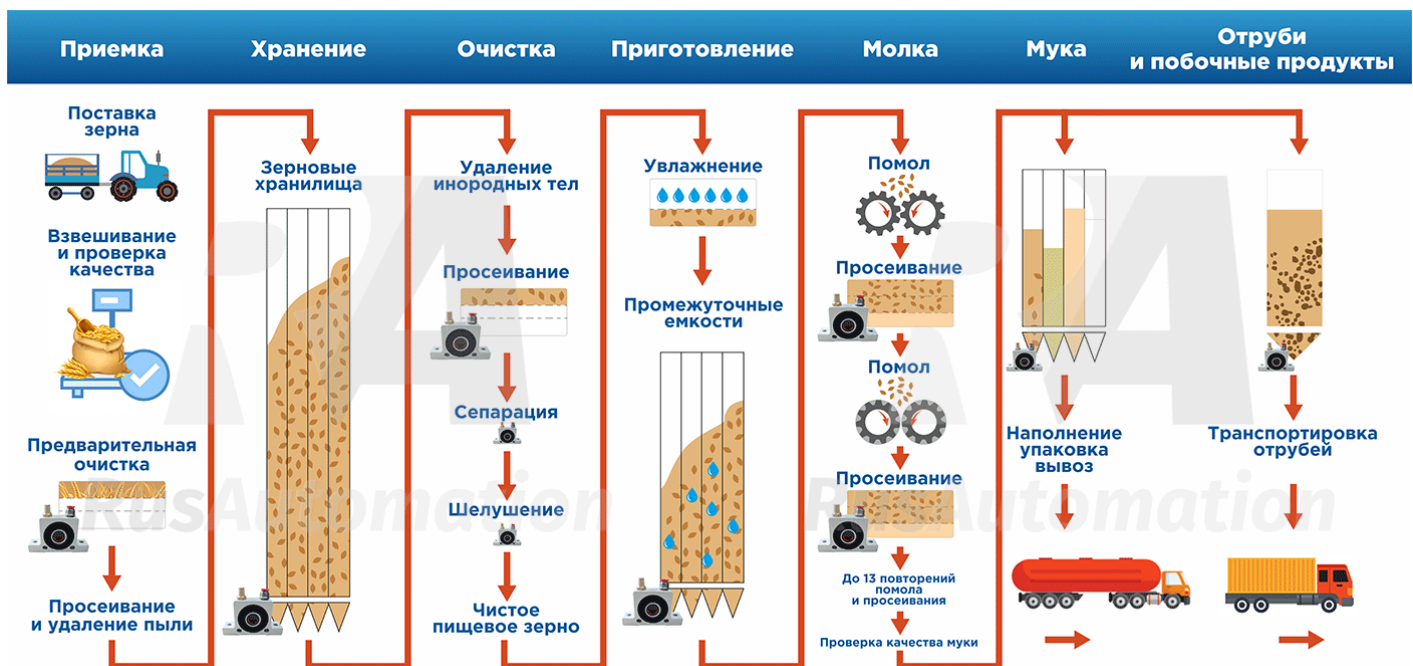 Приемка
Хранение
Очистка
Приготовление
Молка
Мука
Отруби
и побочные продукты
Поставка
зерна
Взвешивание
и проверка
качества
Предварительная
очистка
Просеивание
и удаление пыли
Зерновые
хранилища
Удаление
инородных тел
Просеивание
Сепарация
Шелушение
Чистое
пищевое зерно
Увлажнение
Промежуточные
емкости
Помол
Просеивание
Помол
Просеивание
До 13 повторений
помола
и просеивания
Проверка качества муки
Наполнение
упаковка
вывоз
Транспортировка
отрубей
RusAutomation
RusAutomation